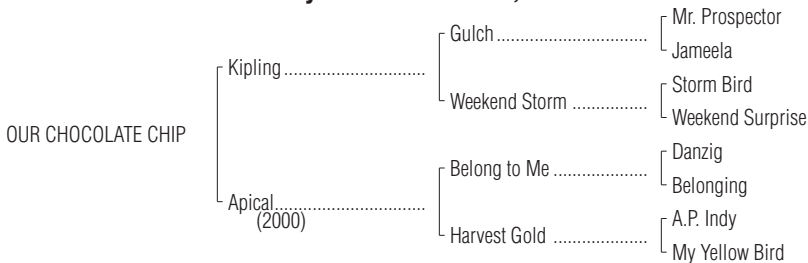 Mr. Prospector
Gulch ................................
Jameela
Kipling ..............................
Storm Bird
Weekend Storm ................
Weekend Surprise
OUR CHOCOLATE CHIP
Danzig
Belong to Me ....................
Belonging
Apical................................
(2000)
A.P. Indy
Harvest Gold ....................
My Yellow Bird